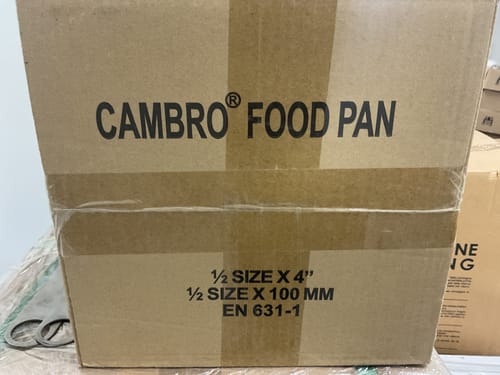 CAMBRO® FOOD PAN
½ SIZE X 4”
½ SIZE X 100 MM
EN 631-1